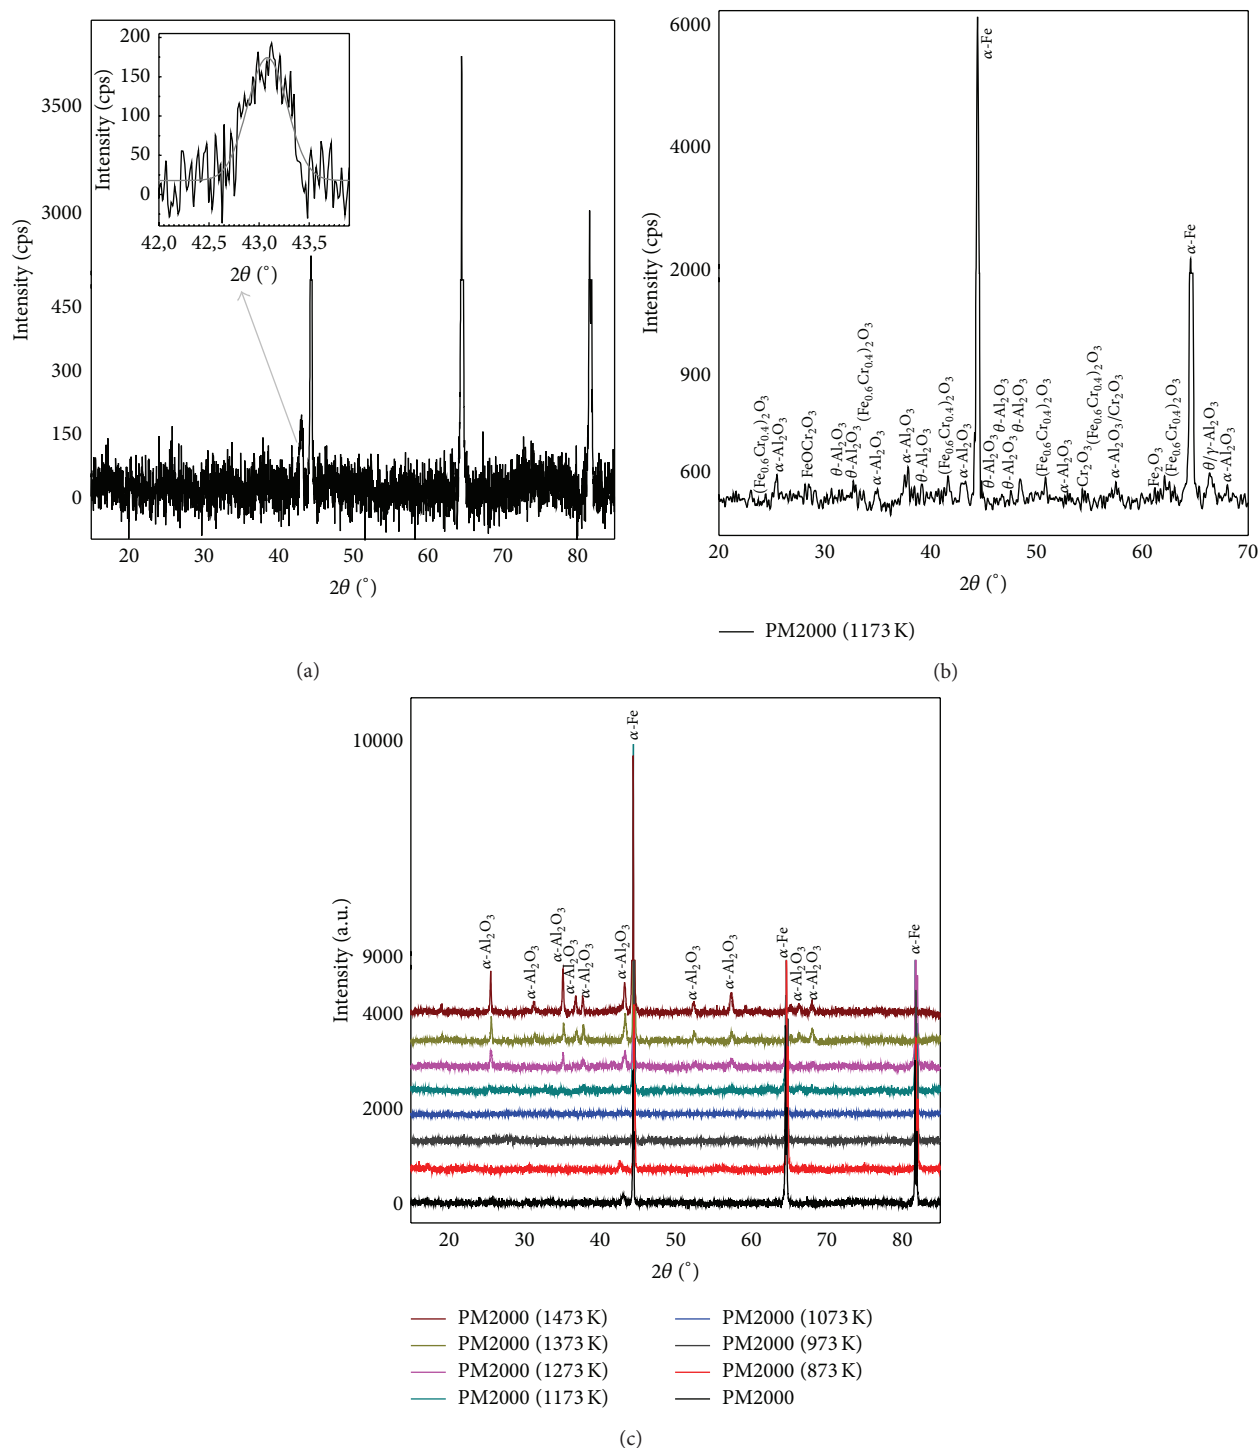 200
150
100
50
0
Intensity (cps)
42,0 42,5 43,0 43,5
2θ (°)
3500
3000
450
300
150
0
Intensity (cps)
20 30 40 50 60 70 80
2θ (°)
(a)
6000
4000
2000
900
600
Intensity (cps)
(Fe0.6Cr0.4)2O3
α-Al2O3
FeOCr2O3
θ-Al2O3
θ-Al2O3
(Fe0.6Cr0.4)2O3
α-Al2O3
α-Al2O3
θ-Al2O3
(Fe0.6Cr0.4)2O3
α-Al2O3
α-Fe
θ-Al2O3
θ-Al2O3
θ-Al2O3
θ-Al2O3
(Fe0.6Cr0.4)2O3
α-Al2O3
Cr2O3
(Fe0.6Cr0.4)2O3
α-Al2O3/Cr2O3
Fe2O3
(Fe0.6Cr0.4)2O3
α-Fe
θ/γ-Al2O3
α-Al2O3
20 30 40 50 60 70
2θ (°)
PM2000 (1173 K)
(b)
10000
9000
4000
2000
0
Intensity (a.u.)
α-Al2O3
α-Al2O3
α-Al2O3
α-Al2O3
α-Al2O3
α-Al2O3
α-Fe
α-Al2O3
α-Al2O3
α-Fe
α-Al2O3
α-Al2O3
α-Fe
20 30 40 50 60 70 80
2θ (°)
PM2000 (1473 K)
PM2000 (1373 K)
PM2000 (1273 K)
PM2000 (1173 K)
PM2000 (1073 K)
PM2000 (973 K)
PM2000 (873 K)
PM2000
(c)